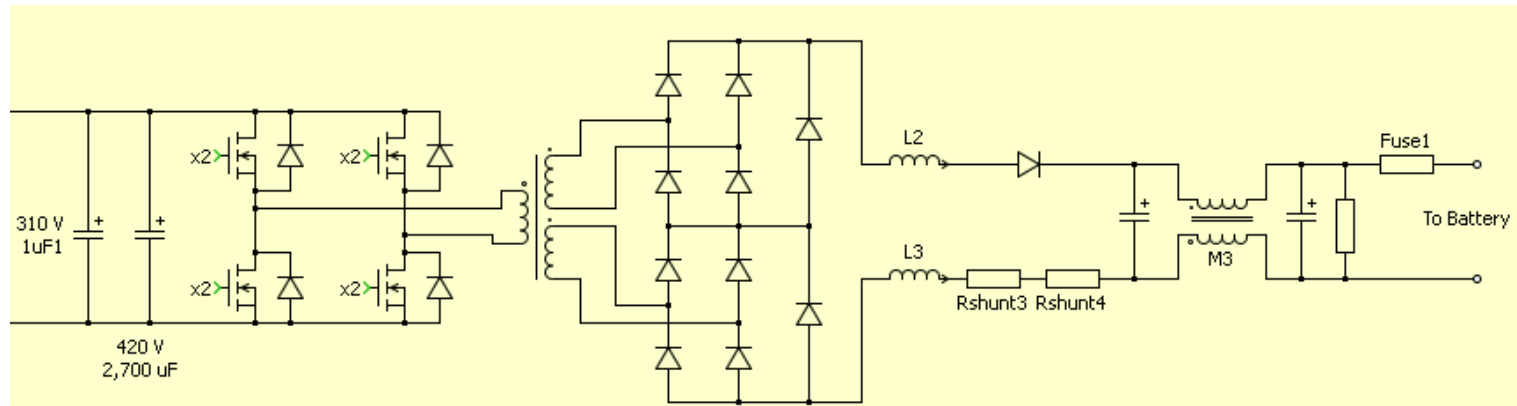 x2
x2
310 V
1uF1
x2
x2
420 V
2,700 uF
L2
L3
Rshunt3
Rshunt4
+
+
+
+
M3
Fuse1
To Battery